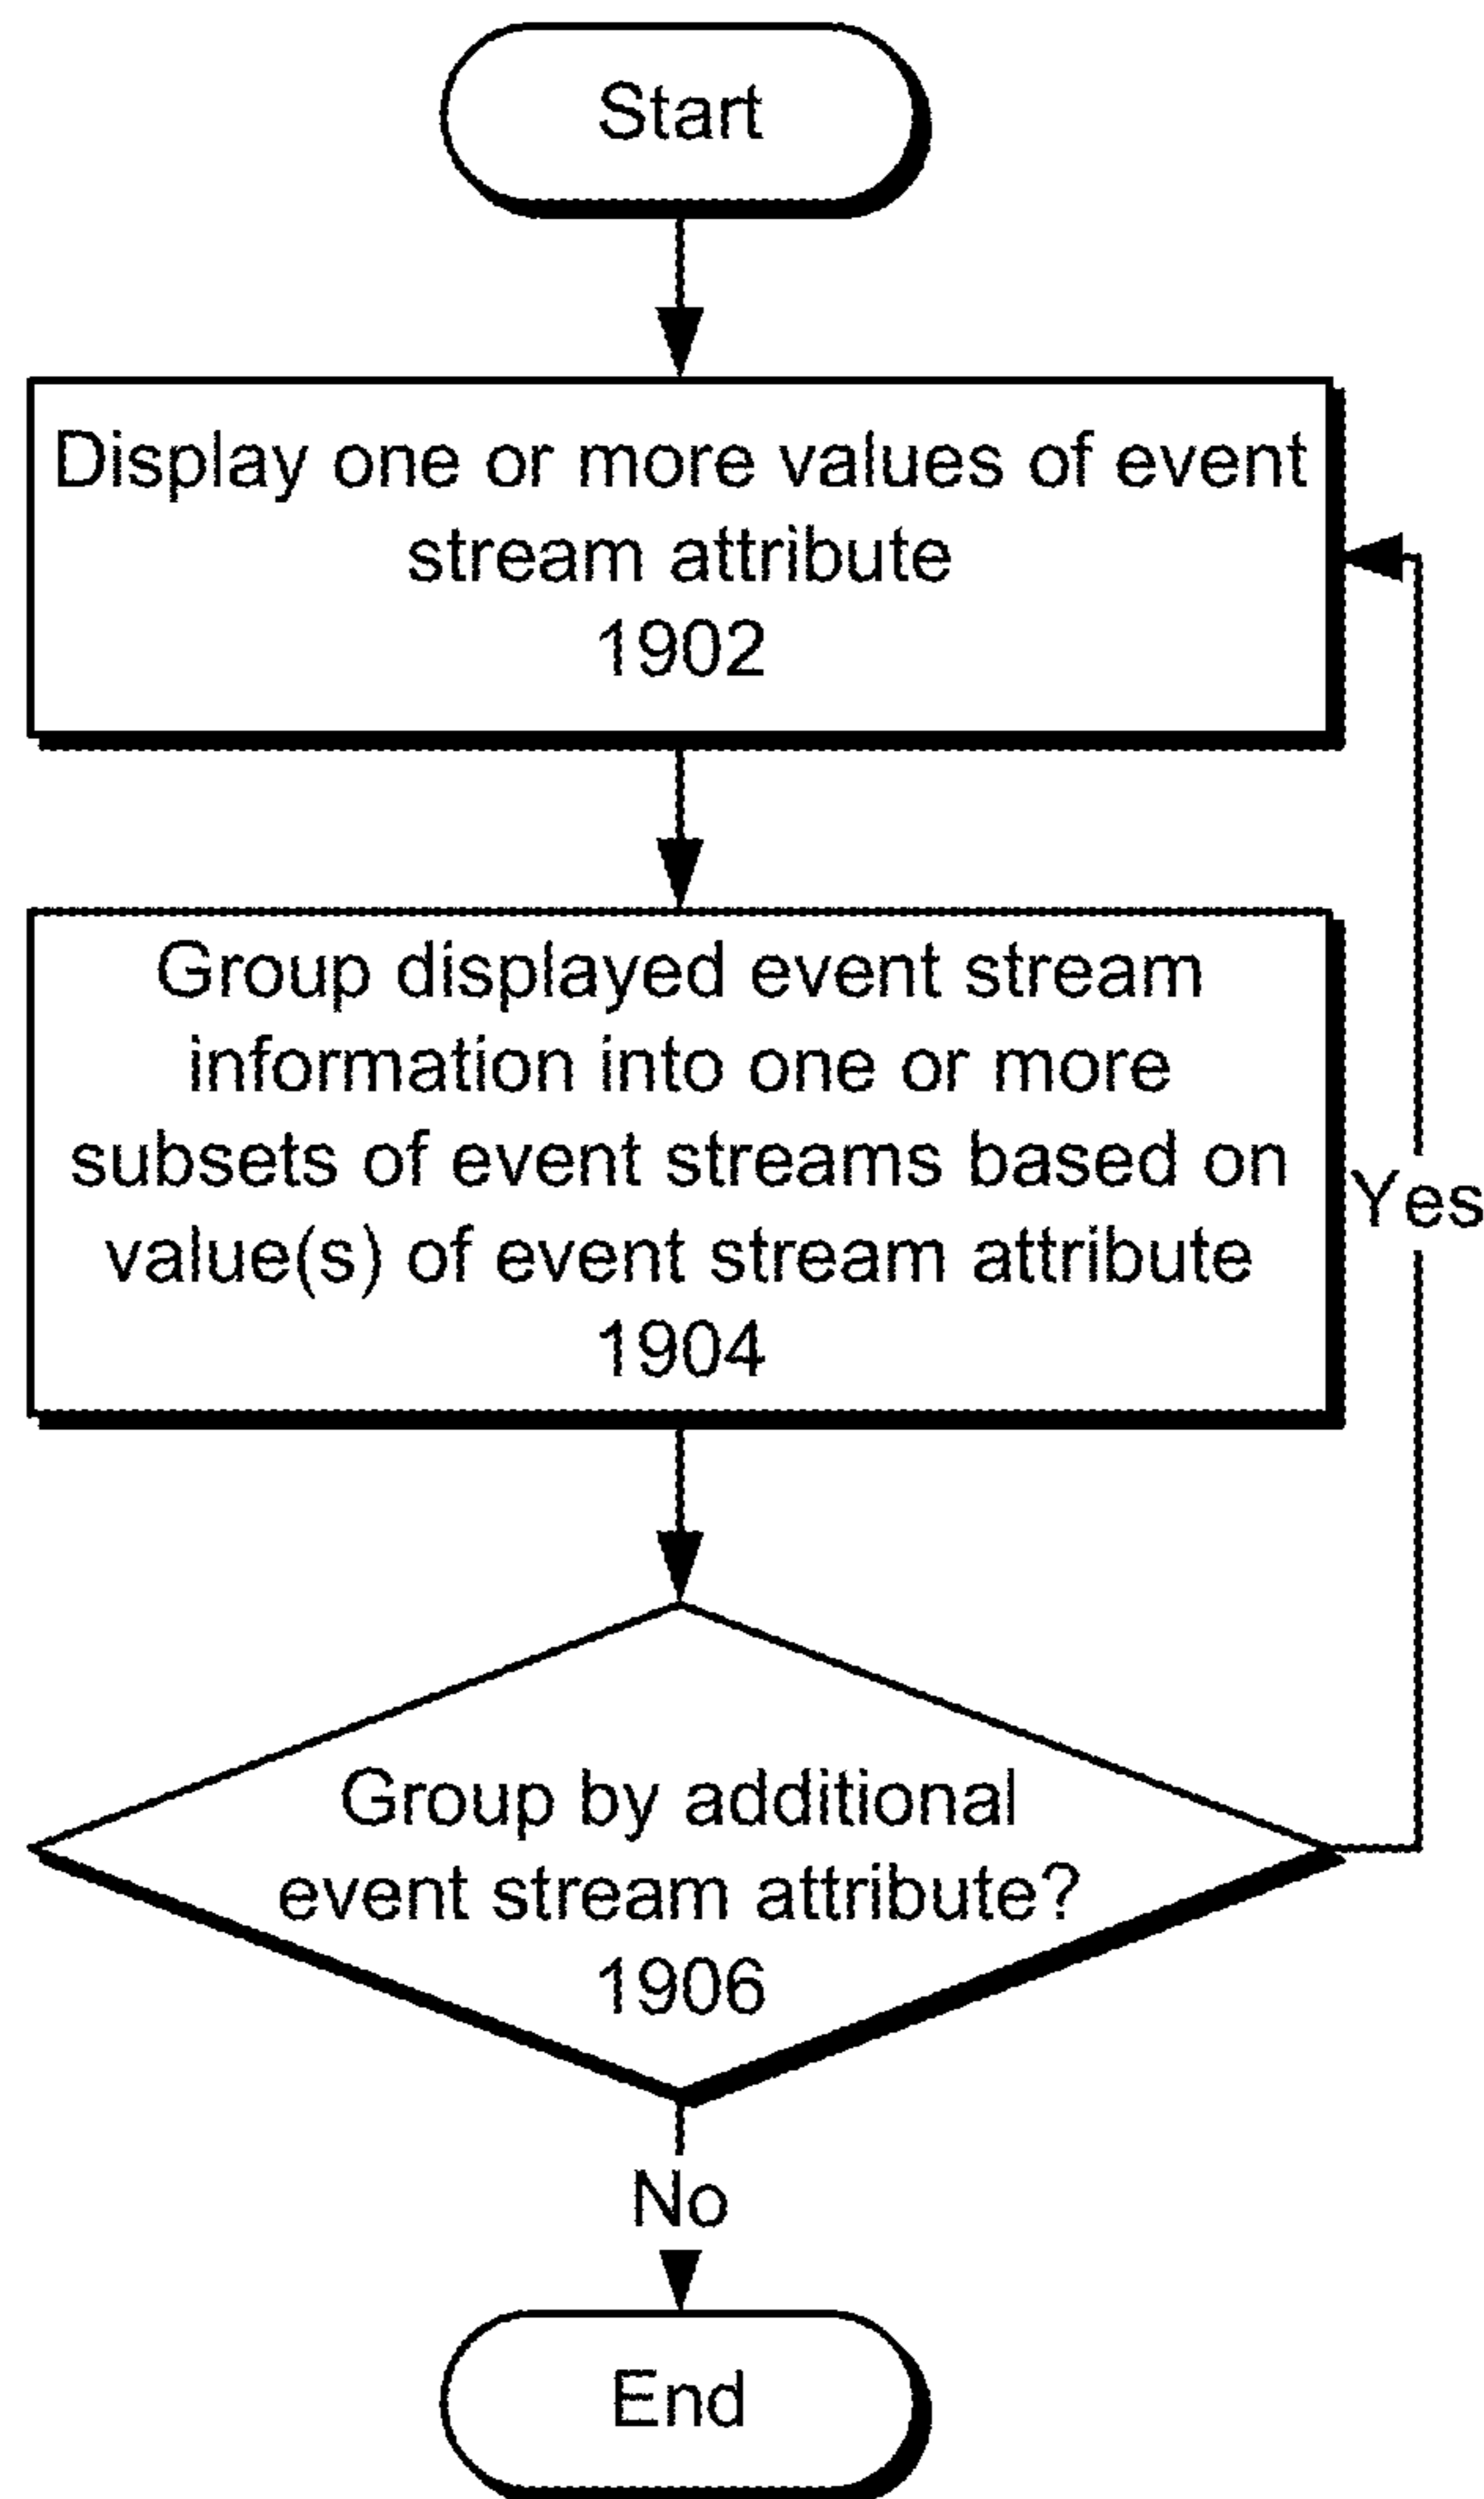 Start
Display one or more values of event
stream attribute
1902
Group displayed event stream
information into one or more
subsets of event streams based on
value(s) of event stream attribute
1904
Yes
Group by additional
event stream attribute?
1906
No
End